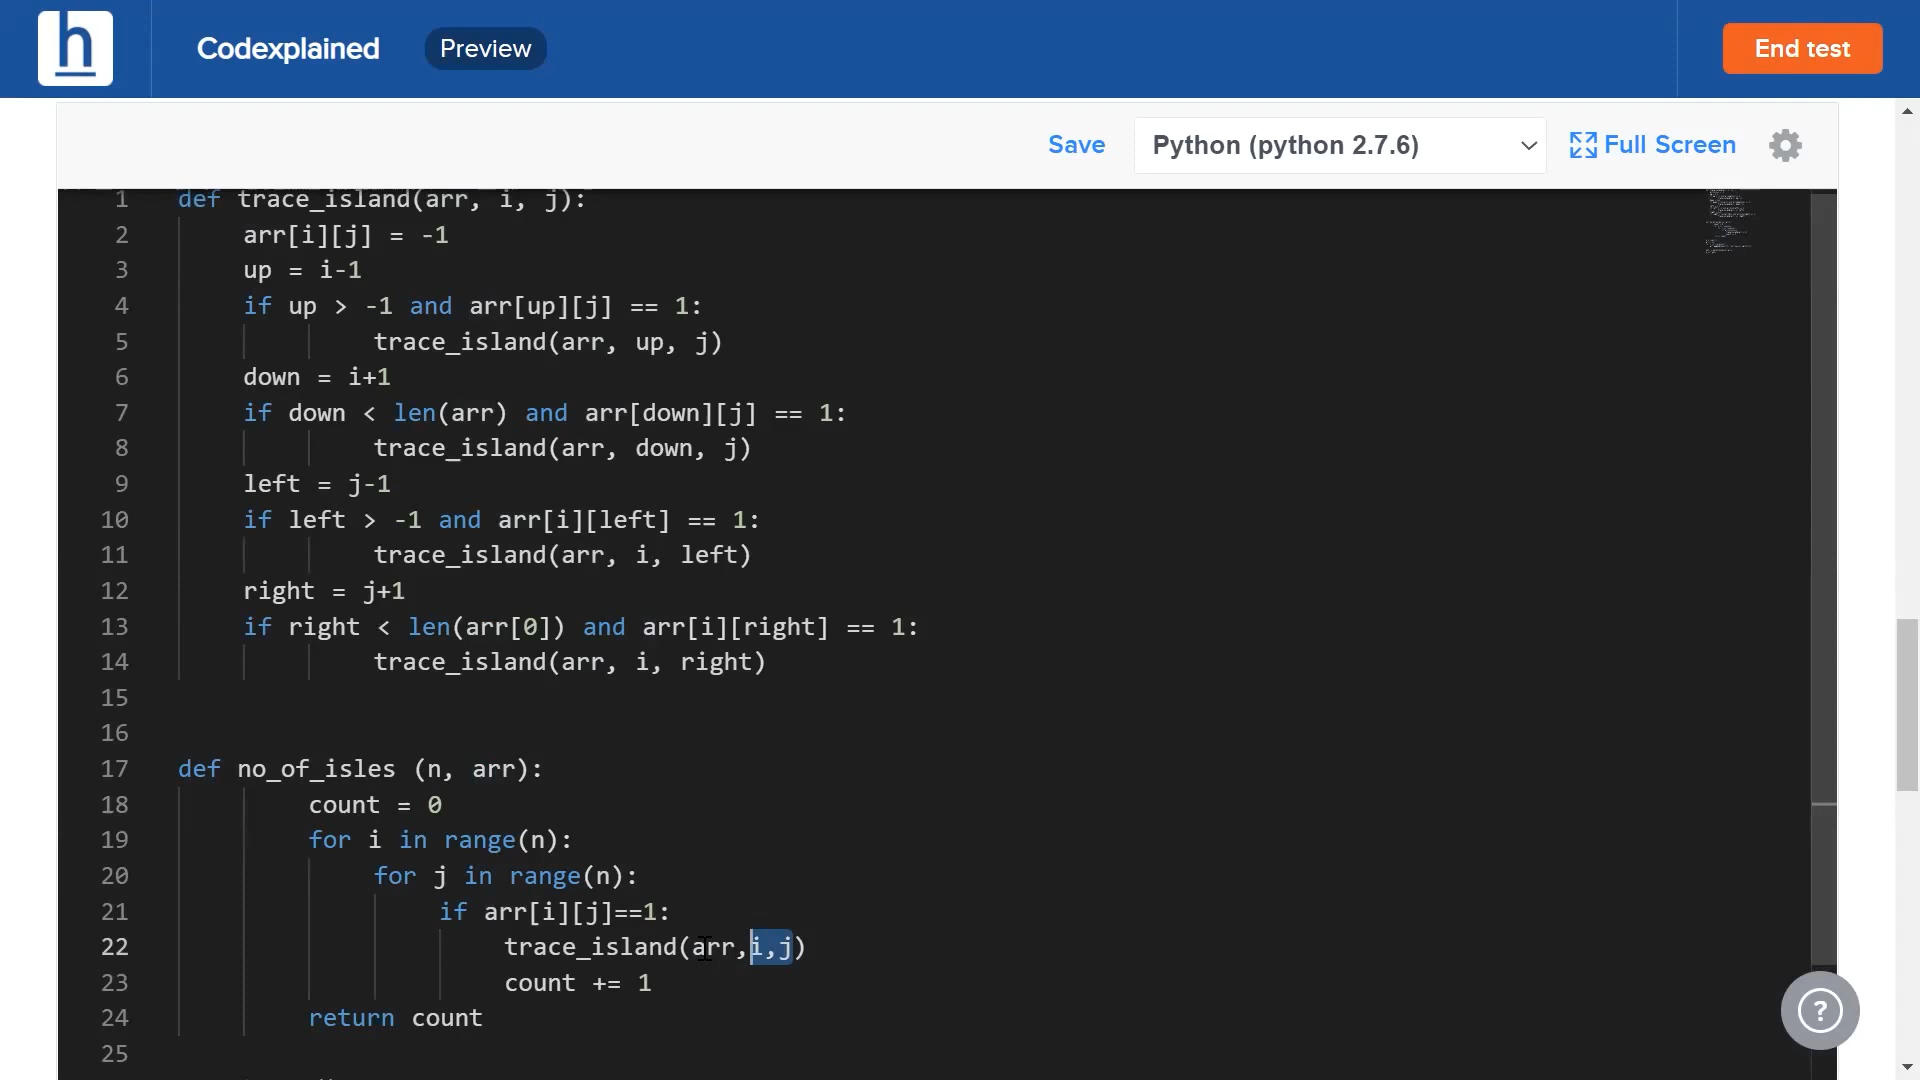 h
Codexplained
Preview
End test
Save
Python (python 2.7.6)
Full Screen
1 def trace_island(arr, i, j):
2 arr[i][j] = -1
3 up = i-1
4 if up > -1 and arr[up][j] == 1:
5 trace_island(arr, up, j)
6 down = i+1
7 if down < len(arr) and arr[down][j] == 1:
8 trace_island(arr, down, j)
9 left = j-1
10 if left > -1 and arr[i][left] == 1:
11 trace_island(arr, i, left)
12 right = j+1
13 if right < len(arr[0]) and arr[i][right] == 1:
14 trace_island(arr, i, right)
15
16
17 def no_of_isles (n, arr):
18 count = 0
19 for i in range(n):
20 for j in range(n):
21 if arr[i][j]==1:
22 trace_island(arr,i,j)
23 count += 1
24 return count
25
?